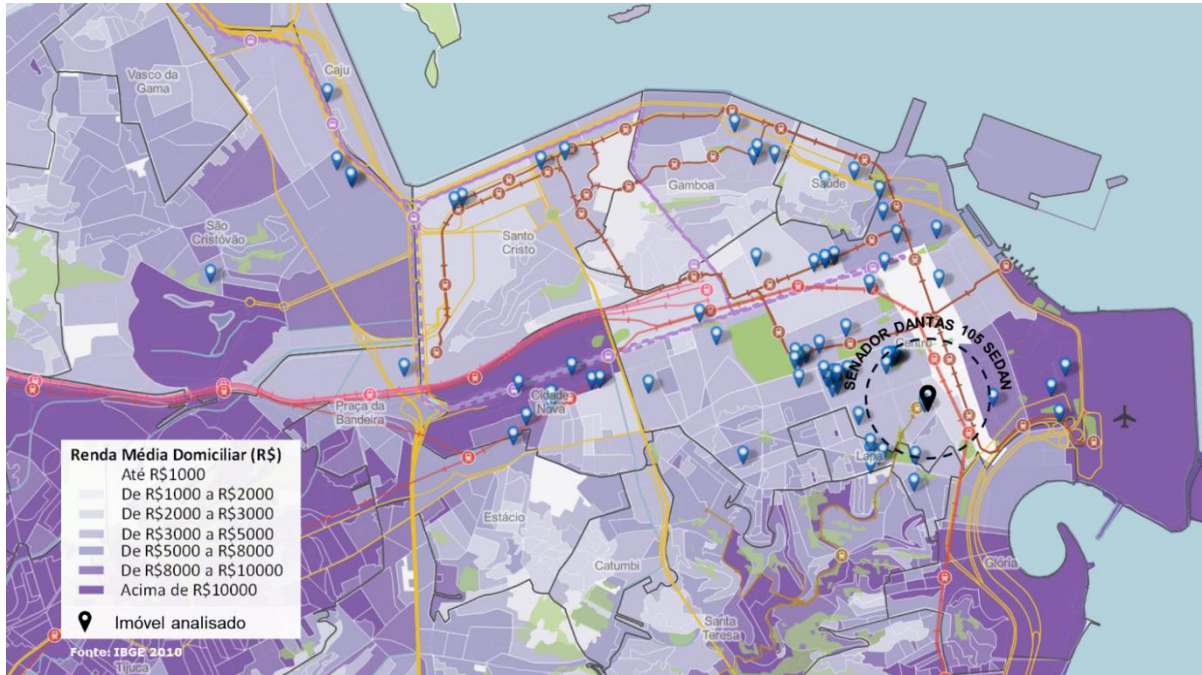 Vasco da
Gama
Caju
Gamboa
Saúde
São
Cristóvão
Santo
Cristo
SENADOR DANTAS 105 SEDAN
Centro
Praça da
Bandeira
Cidade
Nova
Lapa
Estácio
Catumbi
Glória
Santa
Teresa
Renda Média Domiciliar (R$)
Até R$1000
De R$1000 a R$2000
De R$2000 a R$3000
De R$3000 a R$5000
De R$5000 a R$8000
De R$8000 a R$10000
Acima de R$10000
Imóvel analisado
Fonte: IBGE 2010
Tijuca